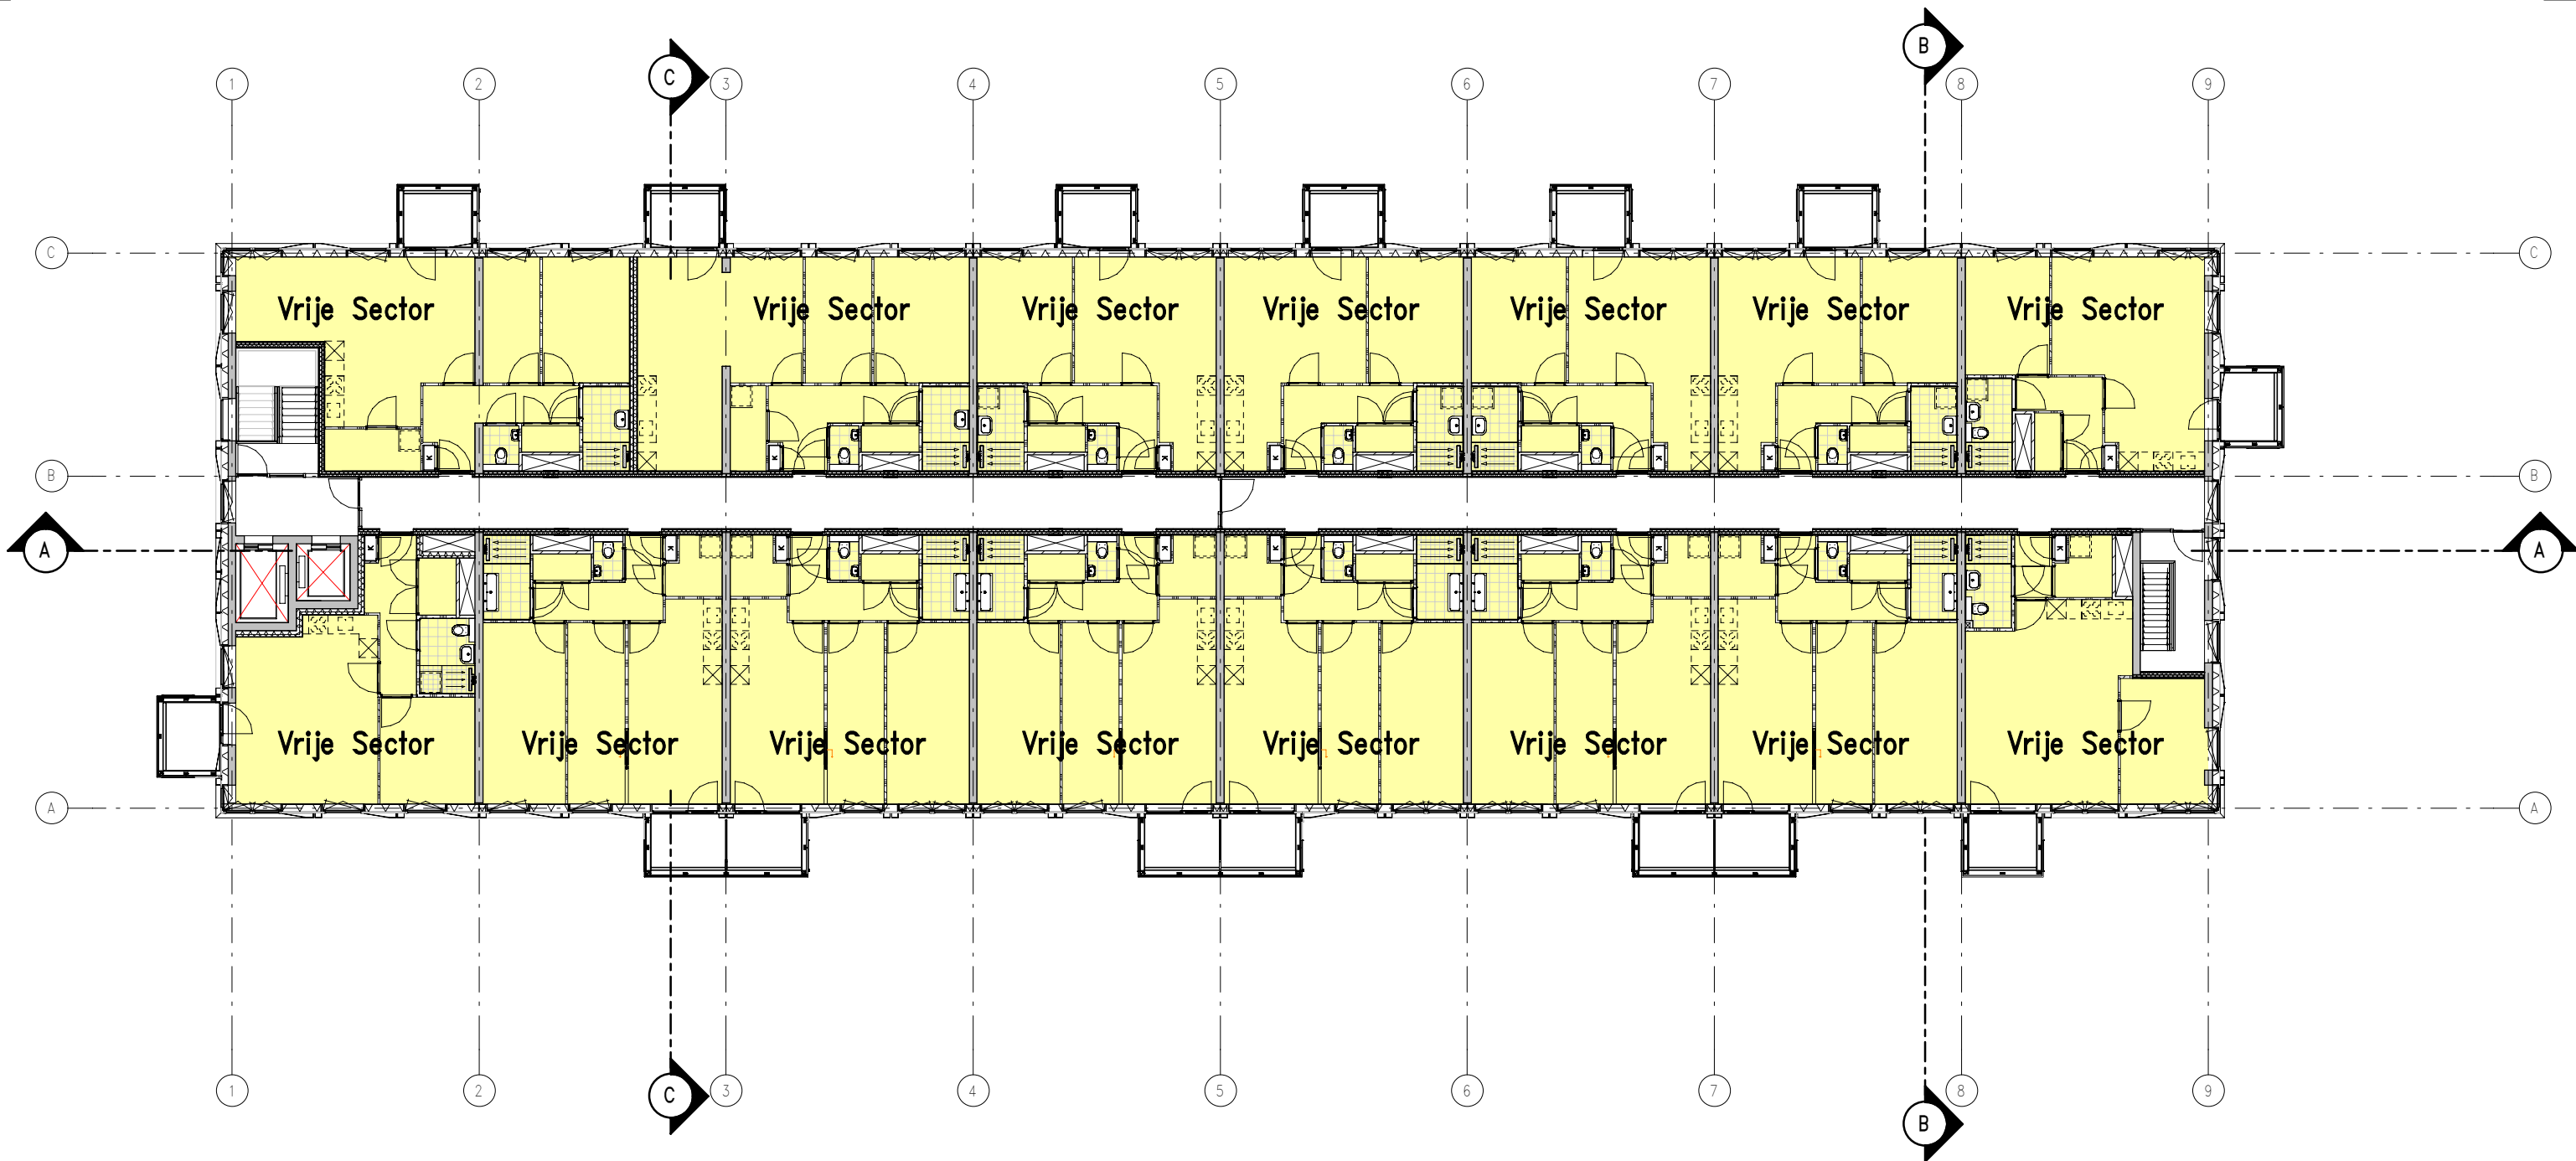 B
C
1 2 3 4 5 6 7 8 9
C C
Vrije Sector Vrije Sector Vrije Sector Vrije Sector Vrije Sector Vrije Sector Vrije Sector
K K K K K K K
B B
A A
K K K K K K K K
Vrije Sector Vrije Sector Vrije Sector Vrije Sector Vrije Sector Vrije Sector Vrije Sector Vrije Sector
A A
1 2 3 4 5 6 7 8 9
C
B